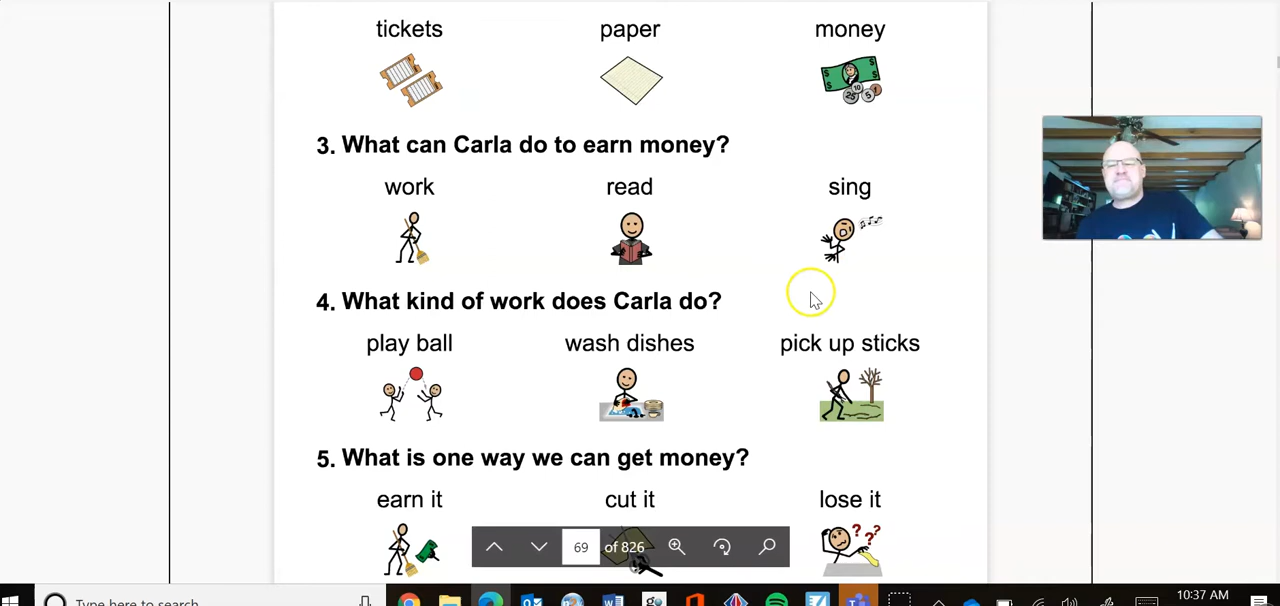 tickets paper money
3. What can Carla do to earn money?
work read sing
4. What kind of work does Carla do?
play ball wash dishes pick up sticks
5. What is one way we can get money?
earn it cut it lose it
69 of 826
Type here to search
10:37 AM